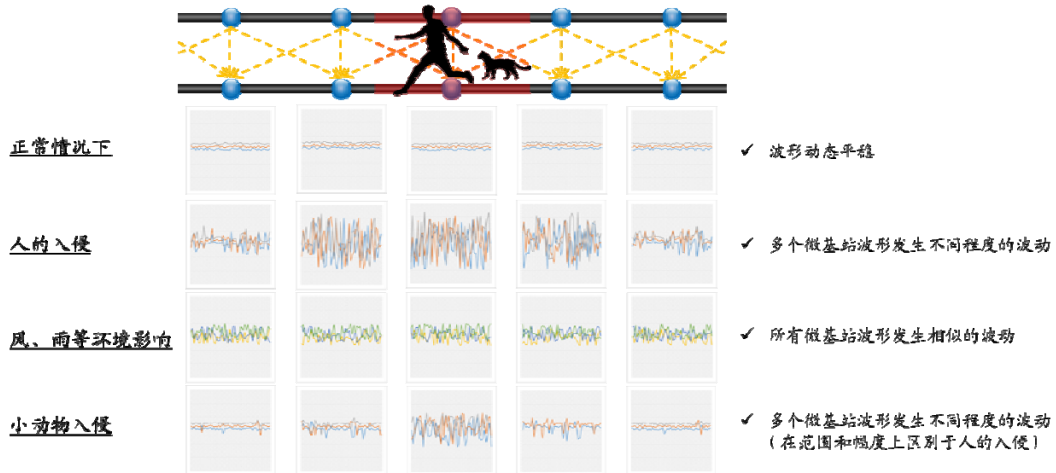 正常情况下
✓ 波形动态平稳
人的入侵
✓ 多个微基站波形发生不同程度的波动
风、雨等环境影响
✓ 所有微基站波形发生相似的波动
小动物入侵
✓ 多个微基站波形发生不同程度的波动
(在范围和幅度上区别于人的入侵)